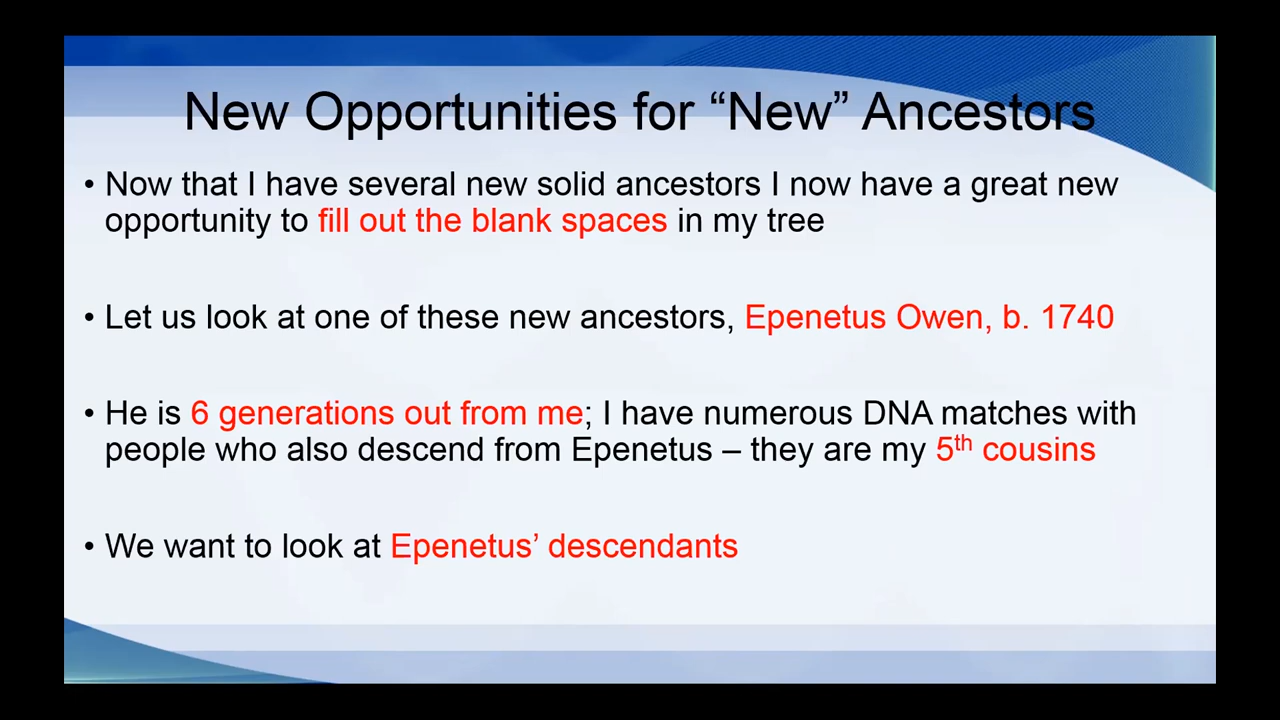 New Opportunities for “New” Ancestors
• Now that I have several new solid ancestors I now have a great new
opportunity to fill out the blank spaces in my tree
• Let us look at one of these new ancestors, Epenetus Owen, b. 1740
• He is 6 generations out from me; I have numerous DNA matches with
people who also descend from Epenetus – they are my 5th cousins
• We want to look at Epenetus’ descendants